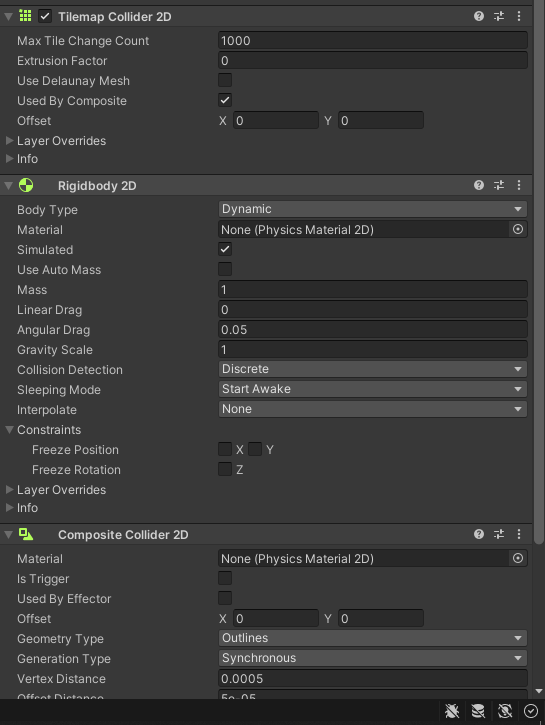 Tilemap Collider 2D
Max Tile Change Count 1000
Extrusion Factor 0
Use Delaunay Mesh
Used By Composite
Offset X 0 Y 0
Layer Overrides
Info
Rigidbody 2D
Body Type Dynamic
Material None (Physics Material 2D)
Simulated
Use Auto Mass
Mass 1
Linear Drag 0
Angular Drag 0.05
Gravity Scale 1
Collision Detection Discrete
Sleeping Mode Start Awake
Interpolate None
Constraints
Freeze Position X Y
Freeze Rotation Z
Layer Overrides
Info
Composite Collider 2D
Material None (Physics Material 2D)
Is Trigger
Used By Effector
Offset X 0 Y 0
Geometry Type Outlines
Generation Type Synchronous
Vertex Distance 0.0005
Offset Distance 5e-05